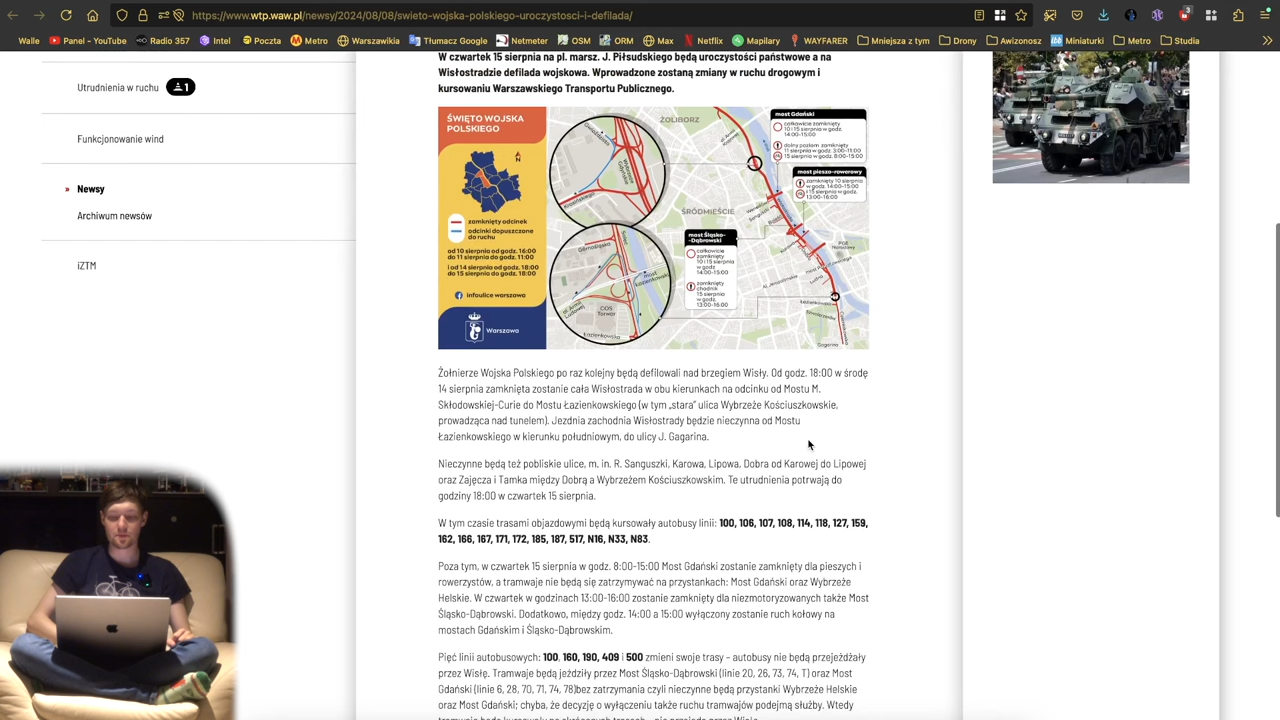 https://www.wtp.waw.pl/newsy/2024/08/08/swieto-wojska-polskiego-uroczystosci-i-defilada/
Walle Panel - YouTube Radio 357 Intel Poczta Metro Warszawikia Tłumacz Google Netmeter OSM ORM Max Netflix Mapilary WAYFARER Mniejsza z tym Drony Awizonosz Miniaturki Metro Studia
Utrudnienia w ruchu 1
Funkcjonowanie wind
» Newsy
Archiwum newsów
iZTM
W czwartek 15 sierpnia na pl. marsz. J. Piłsudskiego będą uroczystości państwowe a na
Wisłostradzie defilada wojskowa. Wprowadzone zostaną zmiany w ruchu drogowym i
kursowaniu Warszawskiego Transportu Publicznego.
ŚWIĘTO WOJSKA
POLSKIEGO
N
zamknięty odcinek
odcinki dopuszczone
do ruchu
od 10 sierpnia od godz. 16:00
do 11 sierpnia do godz. 11:00
i od 14 sierpnia od godz. 18:00
do 15 sierpnia do godz. 18:00
infoulice warszawa
Warszawa
ŻOLIBORZ
ŚRÓDMIEŚCIE
most Gdański
całkowicie
zamknięty
10 i 15 sierpnia
w godz.
14:00-15:00
dolny poziom zamknięty
11 sierpnia w godz. 3:00-11:00
15 sierpnia w godz. 8:00-15:00
most pieszo-rowerowy
zamknięty 10 sierpnia
w godz. 14:00-15:00
i 15 sierpnia w godz.
13:00-16:00
most Śląsko-
-Dąbrowski
całkowicie
zamknięty
10 i 15 sierpnia
w godz.
14:00-15:00
zamknięty
chodnik
15 sierpnia
w godz.
13:00-16:00
Górnośląska
most
Łazienkowski
COS
Torwar
Łazienkowska
Gagarina
Żołnierze Wojska Polskiego po raz kolejny będą defilowali nad brzegiem Wisły. Od godz. 18:00 w środę
14 sierpnia zamknięta zostanie cała Wisłostrada w obu kierunkach na odcinku od Mostu M.
Skłodowskiej-Curie do Mostu Łazienkowskiego (w tym „stara” ulica Wybrzeże Kościuszkowskie,
prowadząca nad tunelem). Jezdnia zachodnia Wisłostrady będzie nieczynna od Mostu
Łazienkowskiego w kierunku południowym, do ulicy J. Gagarina.
Nieczynne będą też pobliskie ulice, m. in. R. Sanguszki, Karowa, Lipowa, Dobra od Karowej do Lipowej
oraz Zajęcza i Tamka między Dobrą a Wybrzeżem Kościuszkowskim. Te utrudnienia potrwają do
godziny 18:00 w czwartek 15 sierpnia.
W tym czasie trasami objazdowymi będą kursowały autobusy linii: 100, 106, 107, 108, 114, 118, 127, 159,
162, 166, 167, 171, 172, 185, 187, 517, N16, N33, N83.
Poza tym, w czwartek 15 sierpnia w godz. 8:00-15:00 Most Gdański zostanie zamknięty dla pieszych i
rowerzystów, a tramwaje nie będą się zatrzymywać na przystankach: Most Gdański oraz Wybrzeże
Helskie. W czwartek w godzinach 13:00-16:00 zostanie zamknięty dla niezmotoryzowanych także Most
Śląsko-Dąbrowski. Dodatkowo, między godz. 14:00 a 15:00 wyłączony zostanie ruch kołowy na
mostach Gdańskim i Śląsko-Dąbrowskim.
Pięć linii autobusowych: 100, 160, 190, 409 i 500 zmieni swoje trasy – autobusy nie będą przejeżdżały
przez Wisłę. Tramwaje będą jeździły przez Most Śląsko-Dąbrowski (linie 20, 26, 73, 74, T) oraz Most
Gdański (linie 6, 28, 70, 71, 74, 78)bez zatrzymania czyli nieczynne będą przystanki Wybrzeże Helskie
oraz Most Gdański; chyba, że decyzję o wyłączeniu także ruchu tramwajów podejmą służby. Wtedy